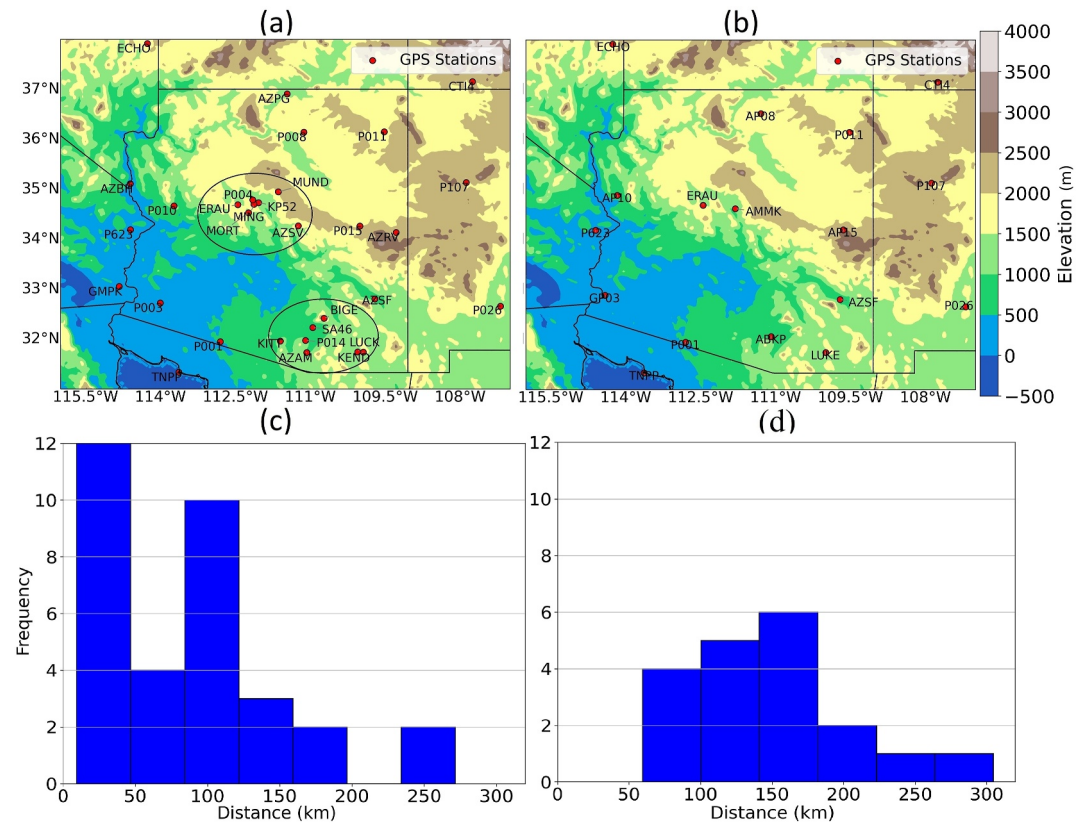 (a)
(b)
ECHO
GPS Stations
CTI4
AZPG
P008
P011
MUND
P004
AZBH
P010
ERAU
KP52
MING
P107
P623
MORT
AZSV
P015
AZRV
GMPK
P003
AZSF
BIGE
P026
SA46
P001
KITT
P014
LUCK
AZAM
KEND
TNPP
37°N
36°N
35°N
34°N
33°N
32°N
115.5°W 114°W 112.5°W 111°W 109.5°W 108°W
ECHO
GPS Stations
CTI4
AP08
P011
P107
AP10
ERAU
AMMK
P623
AP15
GP03
AZSF
P026
P001
ABKP
LUKE
TNPP
115.5°W 114°W 112.5°W 111°W 109.5°W 108°W
4000
3500
3000
2500
2000
1500
1000
500
0
−500
Elevation (m)
(c)
12
10
8
6
4
2
0
Frequency
0 50 100 150 200 250 300
Distance (km)
(d)
12
10
8
6
4
2
0
0 50 100 150 200 250 300
Distance (km)